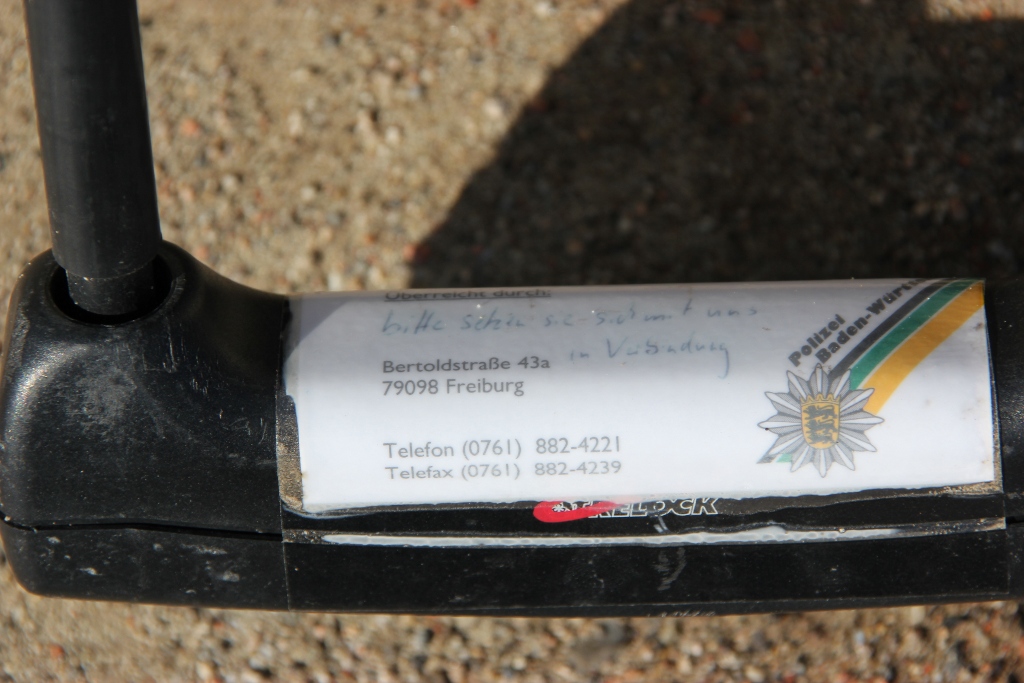 Überreicht durch:
bitte setzen sie sich mit uns
in Verbindung
Bertoldstraße 43a
79098 Freiburg
Telefon (0761) 882-4221
Telefax (0761) 882-4239
Polizei
Baden-Württ